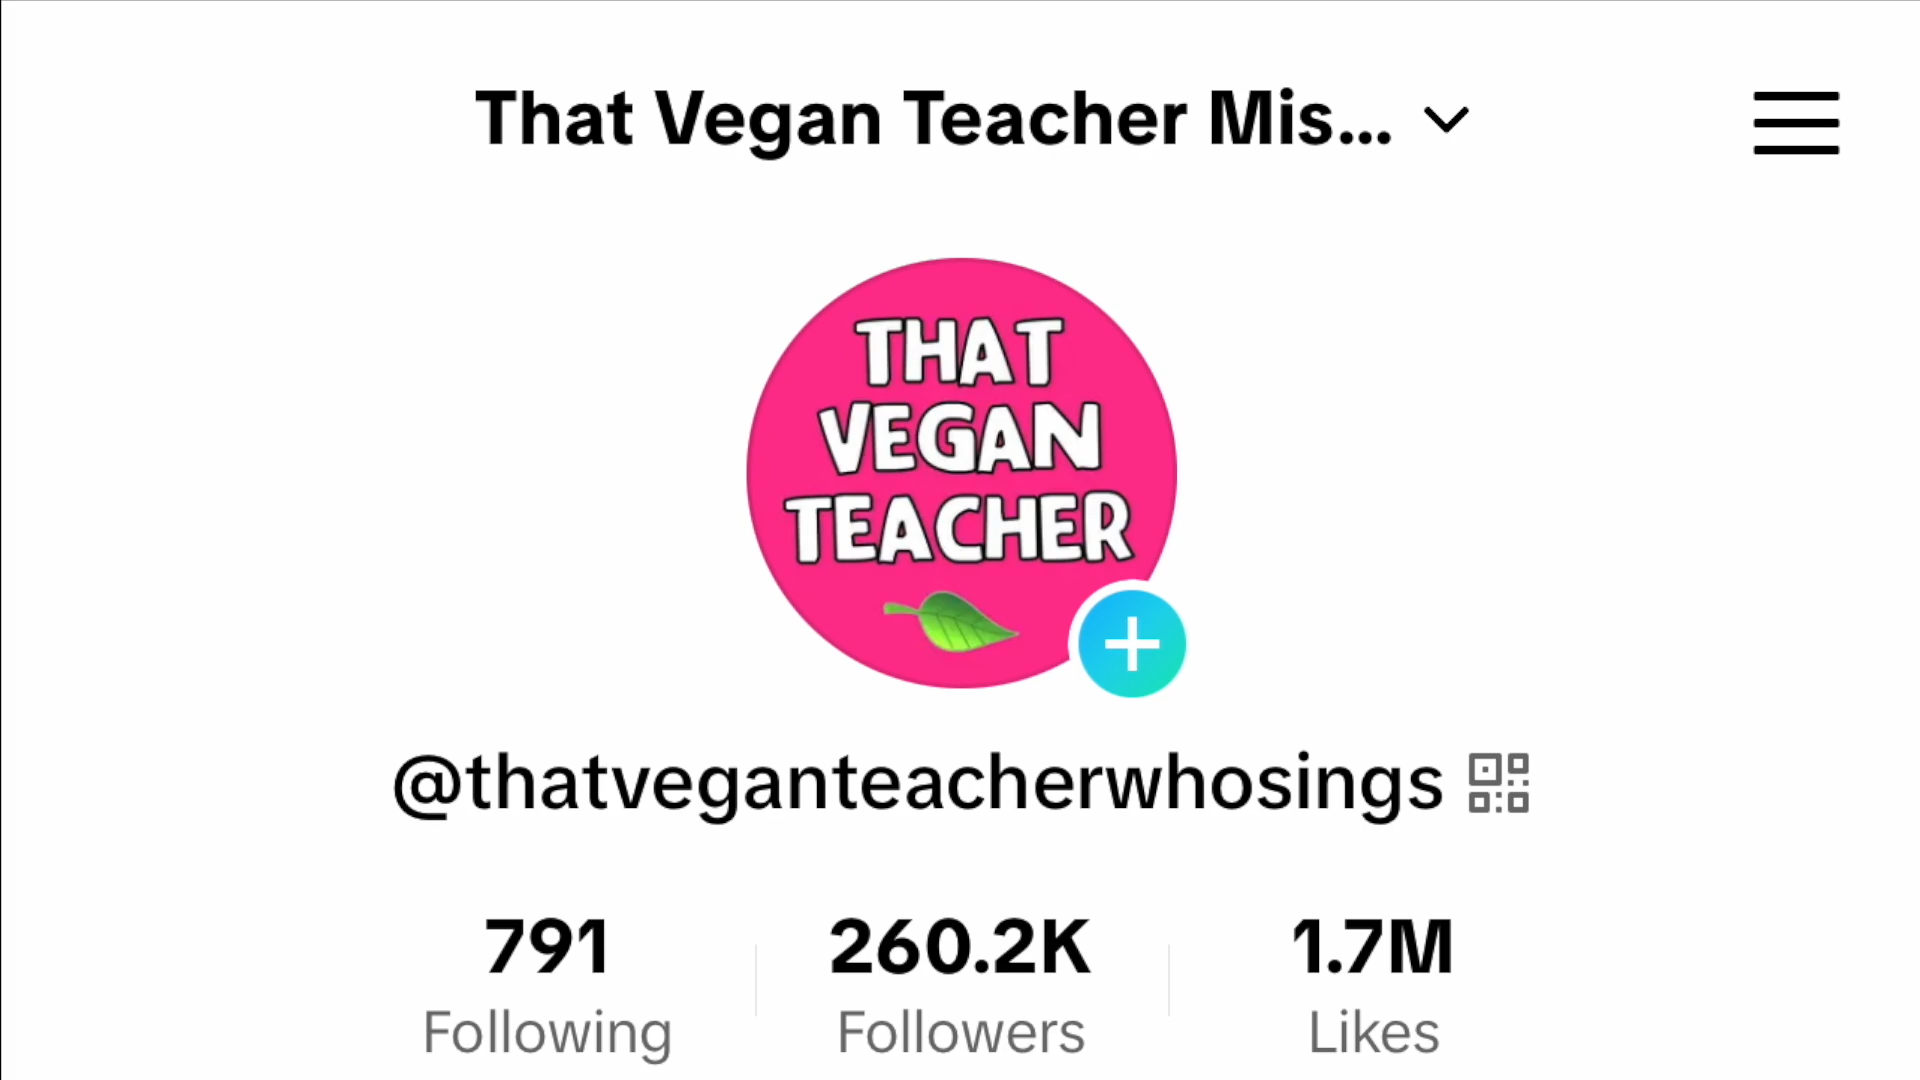 That Vegan Teacher Mis...
THAT
VEGAN
TEACHER
@thatveganteacherwhosings
791 260.2K 1.7M
Following Followers Likes